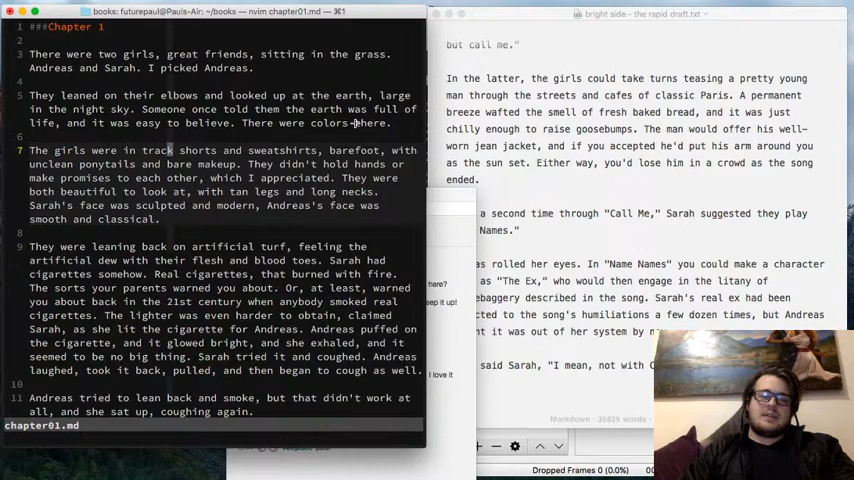 books: futurepaul@Pauls-Air: ~/books — nvim chapter01.md — ⌘1
1 ###Chapter 1
2
3 There were two girls, great friends, sitting in the grass.
Andreas and Sarah. I picked Andreas.
4
5 They leaned on their elbows and looked up at the earth, large
in the night sky. Someone once told them the earth was full of
life, and it was easy to believe. There were colors there.
6
7 The girls were in track shorts and sweatshirts, barefoot, with
unclean ponytails and bare makeup. They didn't hold hands or
make promises to each other, which I appreciated. They were
both beautiful to look at, with tan legs and long necks.
Sarah's face was sculpted and modern, Andreas's face was
smooth and classical.
8
9 They were leaning back on artificial turf, feeling the
artificial dew with their flesh and blood toes. Sarah had
cigarettes somehow. Real cigarettes, that burned with fire.
The sorts your parents warned you about. Or, at least, warned
you about back in the 21st century when anybody smoked real
cigarettes. The lighter was even harder to obtain, claimed
Sarah, as she lit the cigarette for Andreas. Andreas puffed on
the cigarette, and it glowed bright, and she exhaled, and it
seemed to be no big thing. Sarah tried it and coughed. Andreas
laughed, took it back, pulled, and then began to cough as well.
10
11 Andreas tried to lean back and smoke, but that didn't work at
all, and she sat up, coughing again.
chapter01.md
bright side – the rapid draft.txt
but call me."
In the latter, the girls could take turns teasing a pretty young
man through the streets and cafes of classic Paris. A permanent
breeze wafted the smell of fresh baked bread, and it was just
chilly enough to raise goosebumps. The man would offer his well-
worn jean jacket, and if you accepted he'd put his arm around you
as the sun set. Either way, you'd lose him in a crowd as the song
ended.
a second time through "Call Me," Sarah suggested they play
Names."
as rolled her eyes. In "Name Names" you could make a character
as "The Ex," who would then engage in the litany of
ebaggery described in the song. Sarah's real ex had been
cted to the song's humiliations a few dozen times, but Andreas
nt it was out of her system by
said Sarah, "I mean, not with
here?
eep it up!
I love it
Markdown
words
Dropped Frames 0 (0.0%)